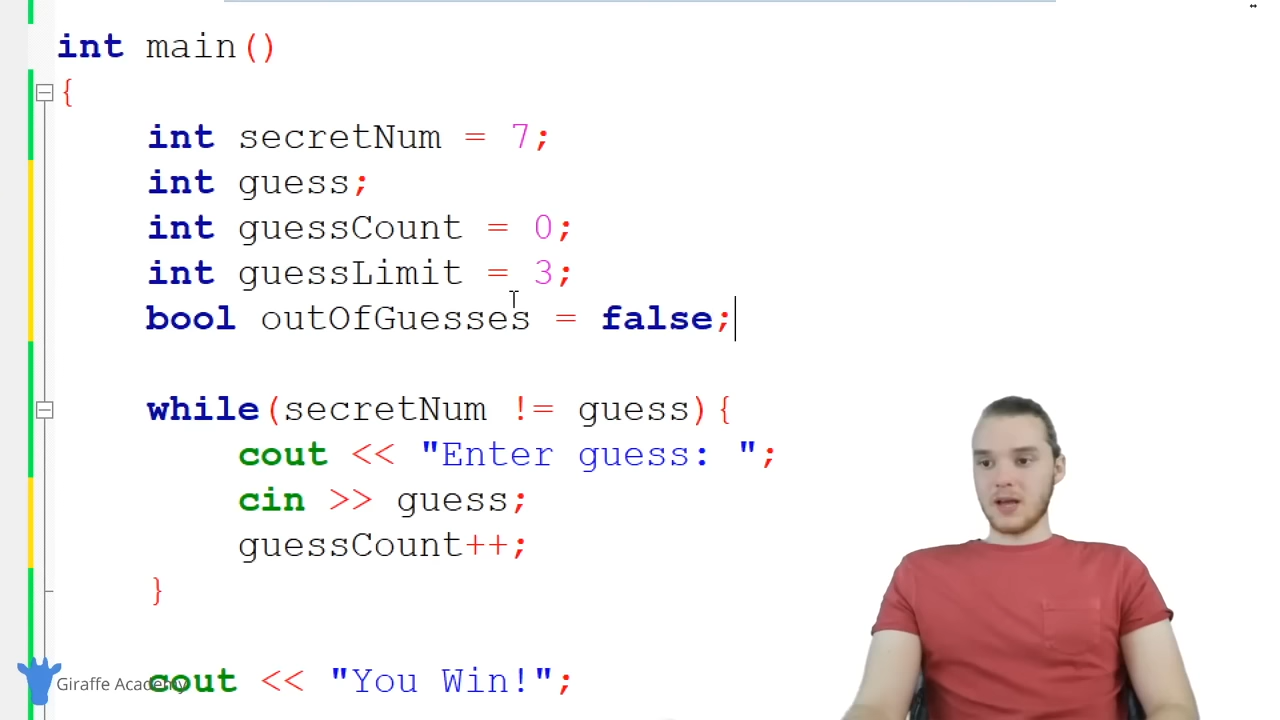 int main()
{
int secretNum = 7;
int guess;
int guessCount = 0;
int guessLimit = 3;
bool outOfGuesses = false;
while(secretNum != guess){
cout << "Enter guess: ";
cin >> guess;
guessCount++;
}
cout << "You Win!";
Giraffe Academy